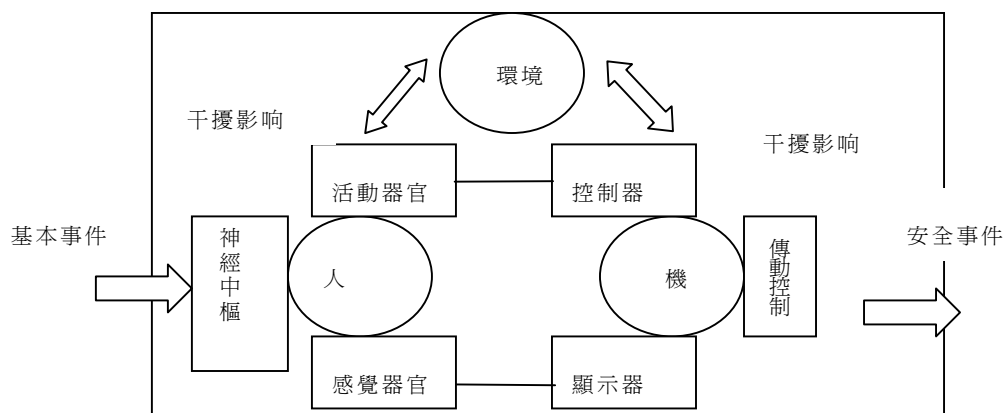 環境
干擾影响
干擾影响
活動器官
控制器
基本事件
神經中樞
人
機
傳動控制
安全事件
感覺器官
顯示器